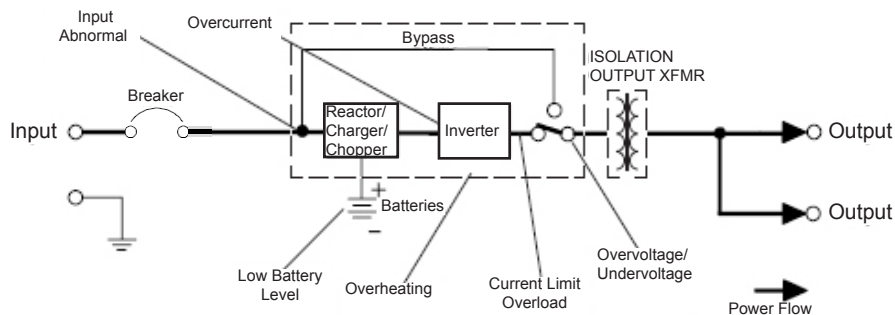 Input
Abnormal
Overcurrent
Bypass
ISOLATION
OUTPUT XFMR
Breaker
Input
Reactor/
Charger/
Chopper
Inverter
Output
+
Batteries
-
Output
Low Battery
Level
Overheating
Current Limit
Overload
Overvoltage/
Undervoltage
Power Flow